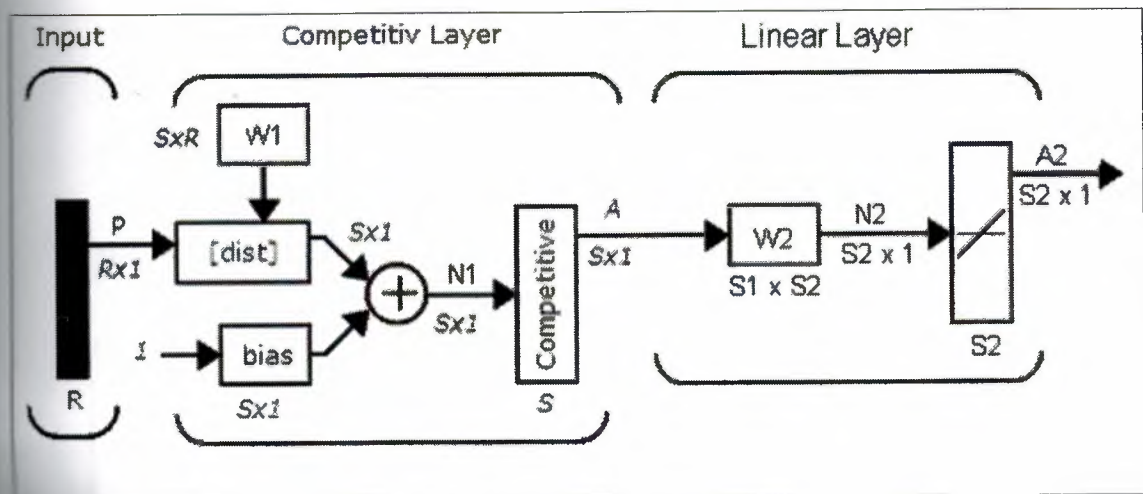 Input
Competitiv Layer
Linear Layer
SxR
W1
P
Rx1
[dist]
Sx1
+
N1
Sx1
1
bias
Sx1
R
Competitive
S
A
Sx1
W2
S1 x S2
N2
S2 x 1
S2
A2
S2 x 1